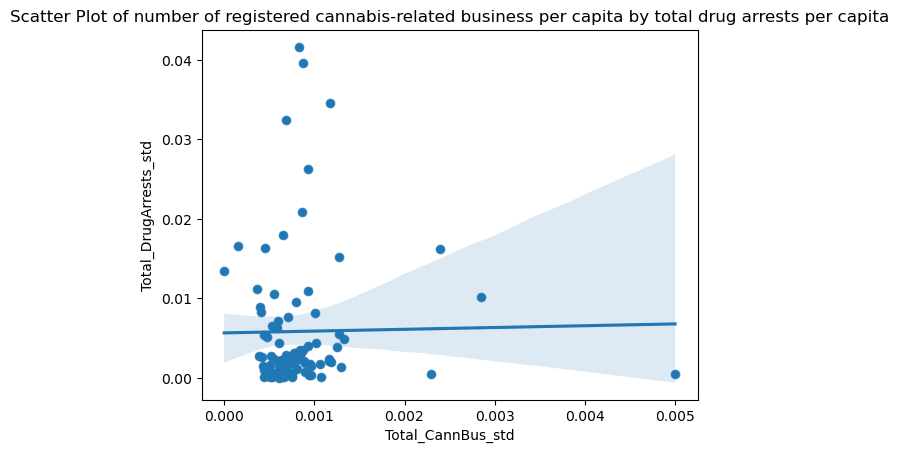 Scatter Plot of number of registered cannabis-related business per capita by total drug arrests per capita
0.04
0.03
0.02
0.01
0.00
Total_DrugArrests_std
0.000 0.001 0.002 0.003 0.004 0.005
Total_CannBus_std